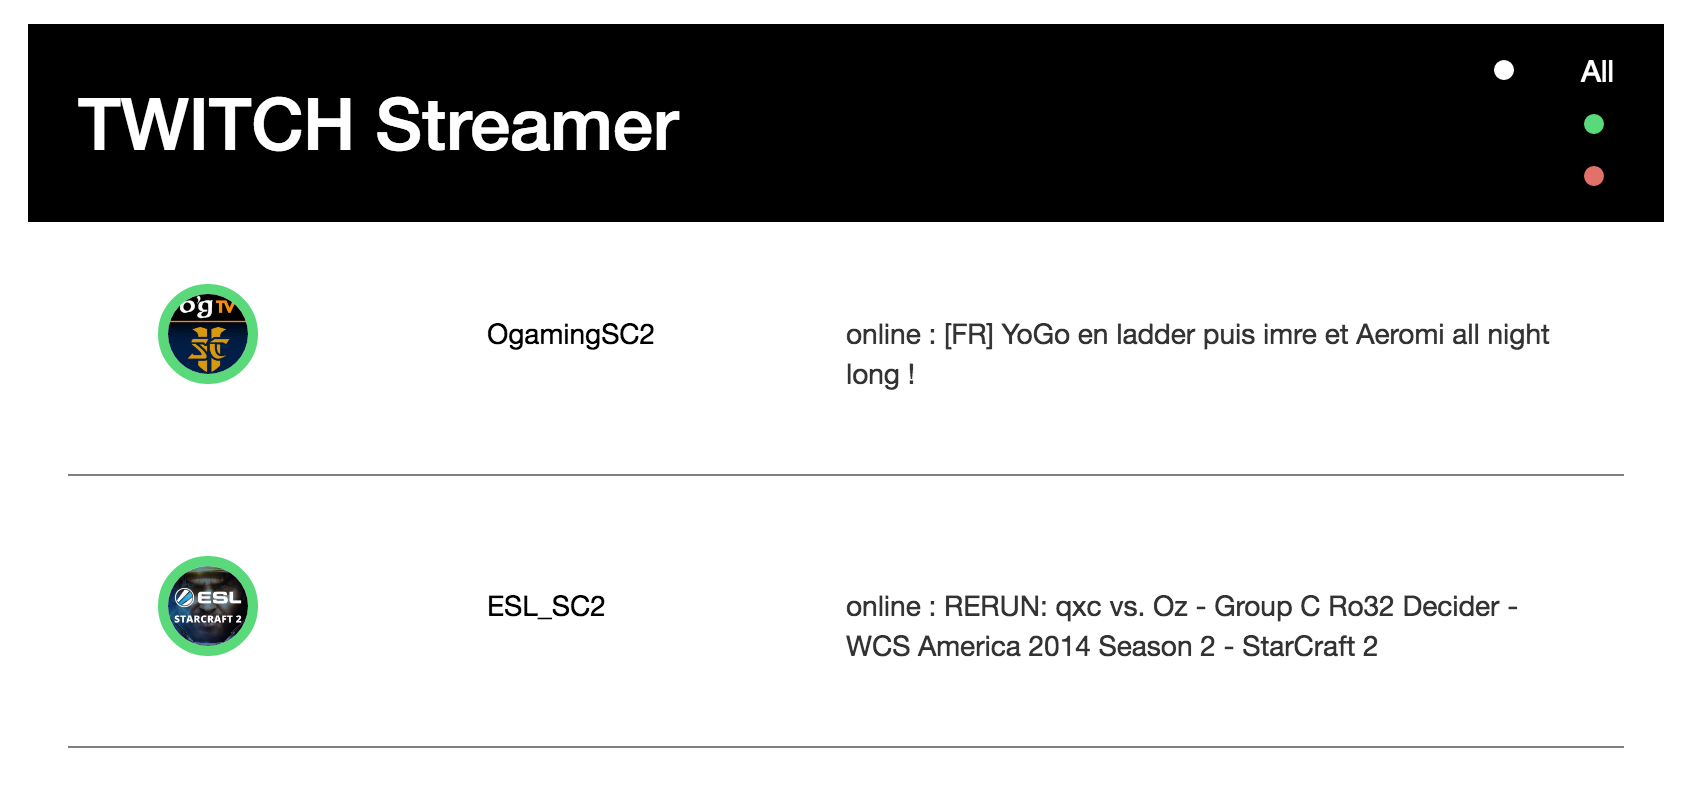 TWITCH Streamer
All
o'g TV
SC
OgamingSC2
online : [FR] YoGo en ladder puis imre et Aeromi all night
long !
ESL
STARCRAFT 2
ESL_SC2
online : RERUN: qxc vs. Oz - Group C Ro32 Decider -
WCS America 2014 Season 2 - StarCraft 2